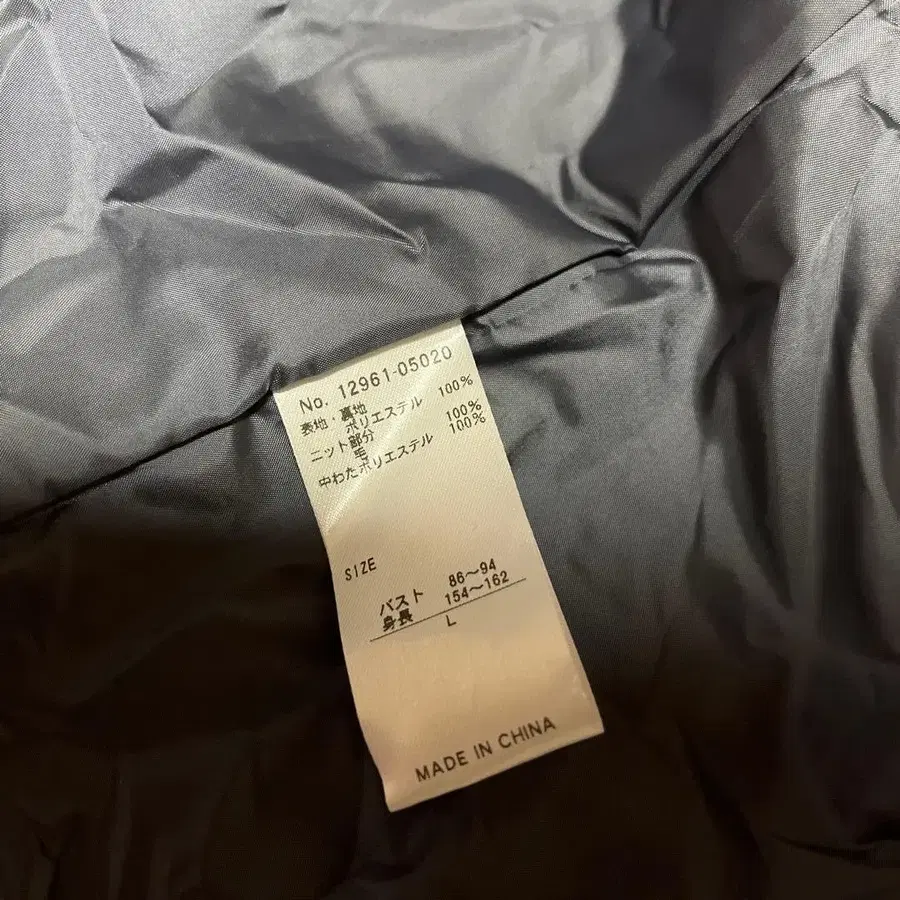 No. 12961-05020
表地・裏地
ポリエステル 100%
ニット部分
毛 100%
中わたポリエステル 100%
SIZE
バスト 86～94
身長 154～162
L
MADE IN CHINA